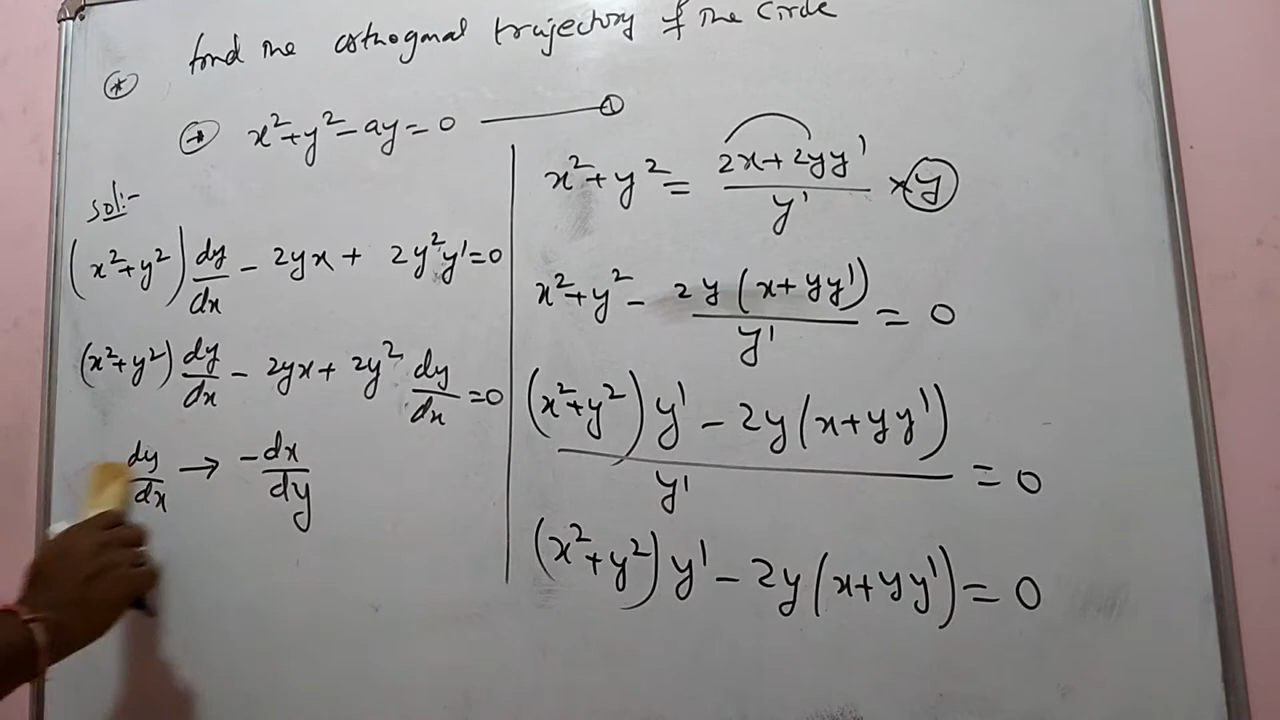 find the orthogonal trajectory of the Circle
x²+y²-ay=0 ——— ①
sol:-
(x²+y²) dy/dx - 2yx + 2y²y'=0
(x²+y²) dy/dx - 2yx + 2y² dy/dx =0
dy/dx → -dx/dy
x²+y² = (2x+2yy')/y' × y
x²+y² - 2y(x+yy')/y' = 0
((x²+y²)y' - 2y(x+yy'))/y' = 0
(x²+y²)y' - 2y(x+yy') = 0